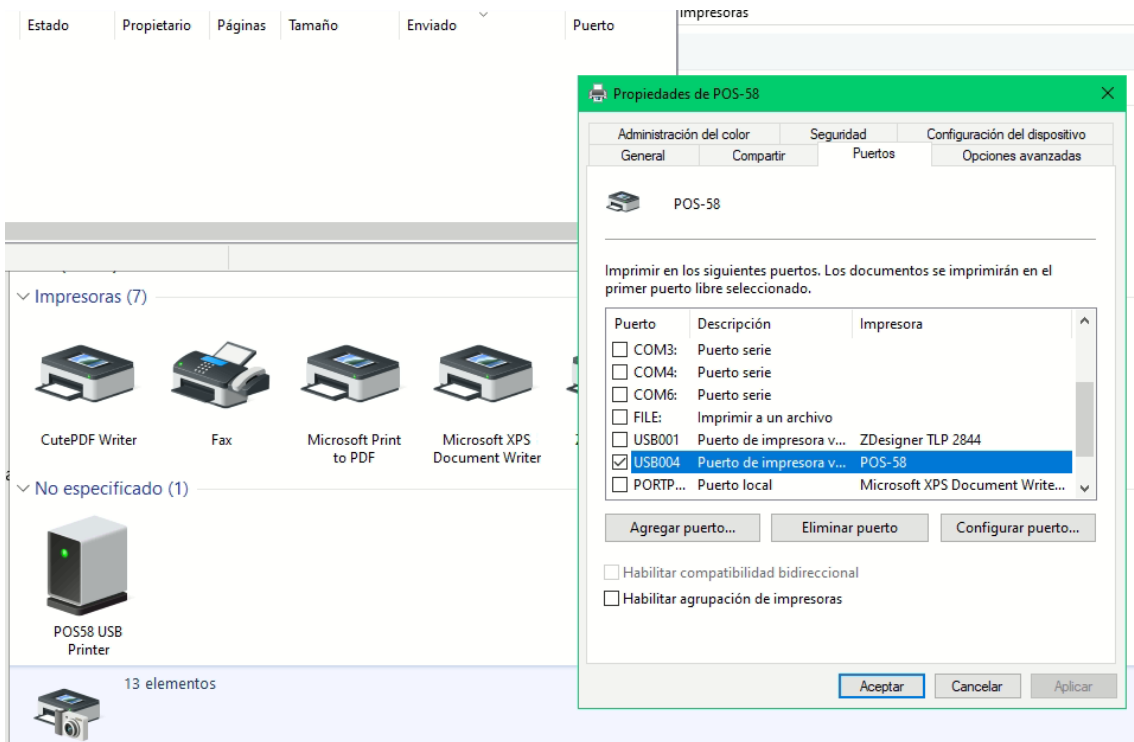 Estado Propietario Páginas Tamaño Enviado Puerto
impresoras
Propiedades de POS-58
Administración del color Seguridad Configuración del dispositivo
General Compartir Puertos Opciones avanzadas
POS-58
Imprimir en los siguientes puertos. Los documentos se imprimirán en el
primer puerto libre seleccionado.
Puerto Descripción Impresora
COM3: Puerto serie
COM4: Puerto serie
COM6: Puerto serie
FILE: Imprimir a un archivo
USB001 Puerto de impresora v... ZDesigner TLP 2844
USB004 Puerto de impresora v... POS-58
PORTP... Puerto local Microsoft XPS Document Write...
Agregar puerto... Eliminar puerto Configurar puerto...
Habilitar compatibilidad bidireccional
Habilitar agrupación de impresoras
Aceptar Cancelar Aplicar
Impresoras (7)
CutePDF Writer
Fax
Microsoft Print
to PDF
Microsoft XPS
Document Writer
No especificado (1)
POS58 USB
Printer
13 elementos